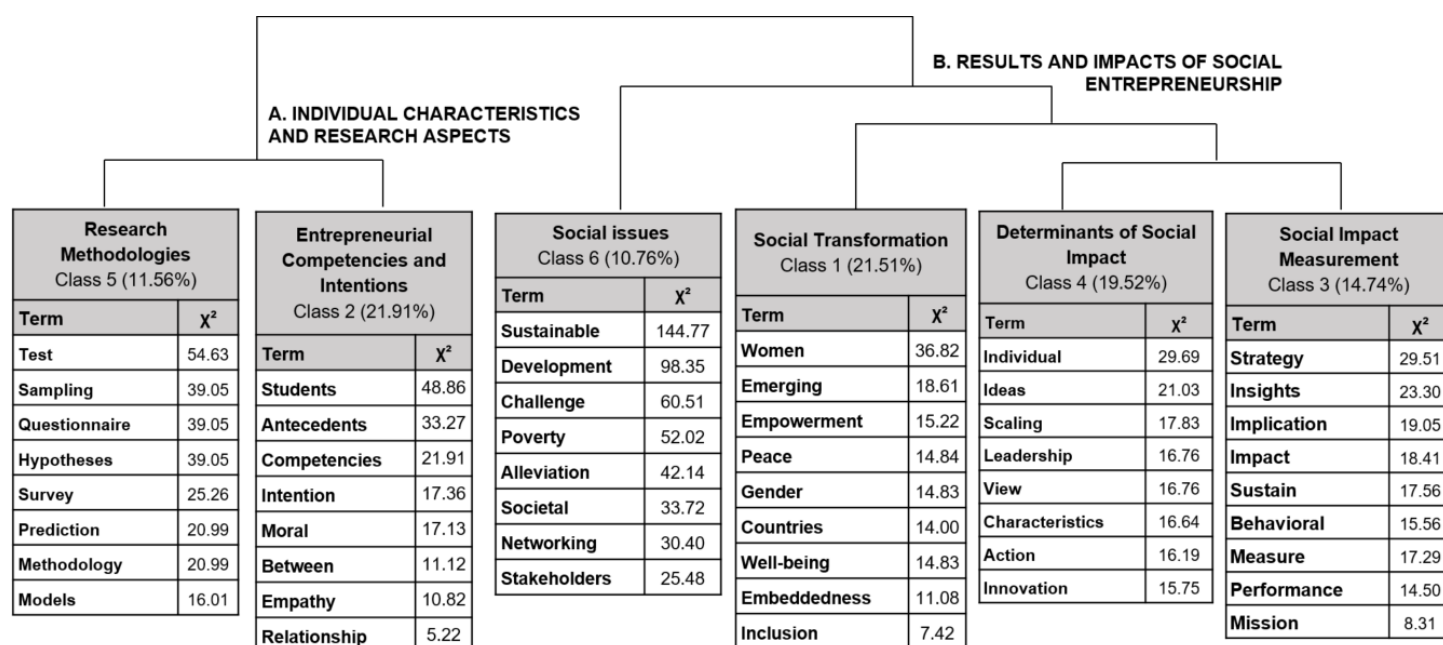 B. RESULTS AND IMPACTS OF SOCIAL
ENTREPRENEURSHIP
A. INDIVIDUAL CHARACTERISTICS
AND RESEARCH ASPECTS
Research
Methodologies
Class 5 (11.56%)
Term X²
Test 54.63
Sampling 39.05
Questionnaire 39.05
Hypotheses 39.05
Survey 25.26
Prediction 20.99
Methodology 20.99
Models 16.01
Entrepreneurial
Competencies and
Intentions
Class 2 (21.91%)
Term X²
Students 48.86
Antecedents 33.27
Competencies 21.91
Intention 17.36
Moral 17.13
Between 11.12
Empathy 10.82
Relationship 5.22
Social issues
Class 6 (10.76%)
Term X²
Sustainable 144.77
Development 98.35
Challenge 60.51
Poverty 52.02
Alleviation 42.14
Societal 33.72
Networking 30.40
Stakeholders 25.48
Social Transformation
Class 1 (21.51%)
Term X²
Women 36.82
Emerging 18.61
Empowerment 15.22
Peace 14.84
Gender 14.83
Countries 14.00
Well-being 14.83
Embeddedness 11.08
Inclusion 7.42
Determinants of Social
Impact
Class 4 (19.52%)
Term X²
Individual 29.69
Ideas 21.03
Scaling 17.83
Leadership 16.76
View 16.76
Characteristics 16.64
Action 16.19
Innovation 15.75
Social Impact
Measurement
Class 3 (14.74%)
Term X²
Strategy 29.51
Insights 23.30
Implication 19.05
Impact 18.41
Sustain 17.56
Behavioral 15.56
Measure 17.29
Performance 14.50
Mission 8.31